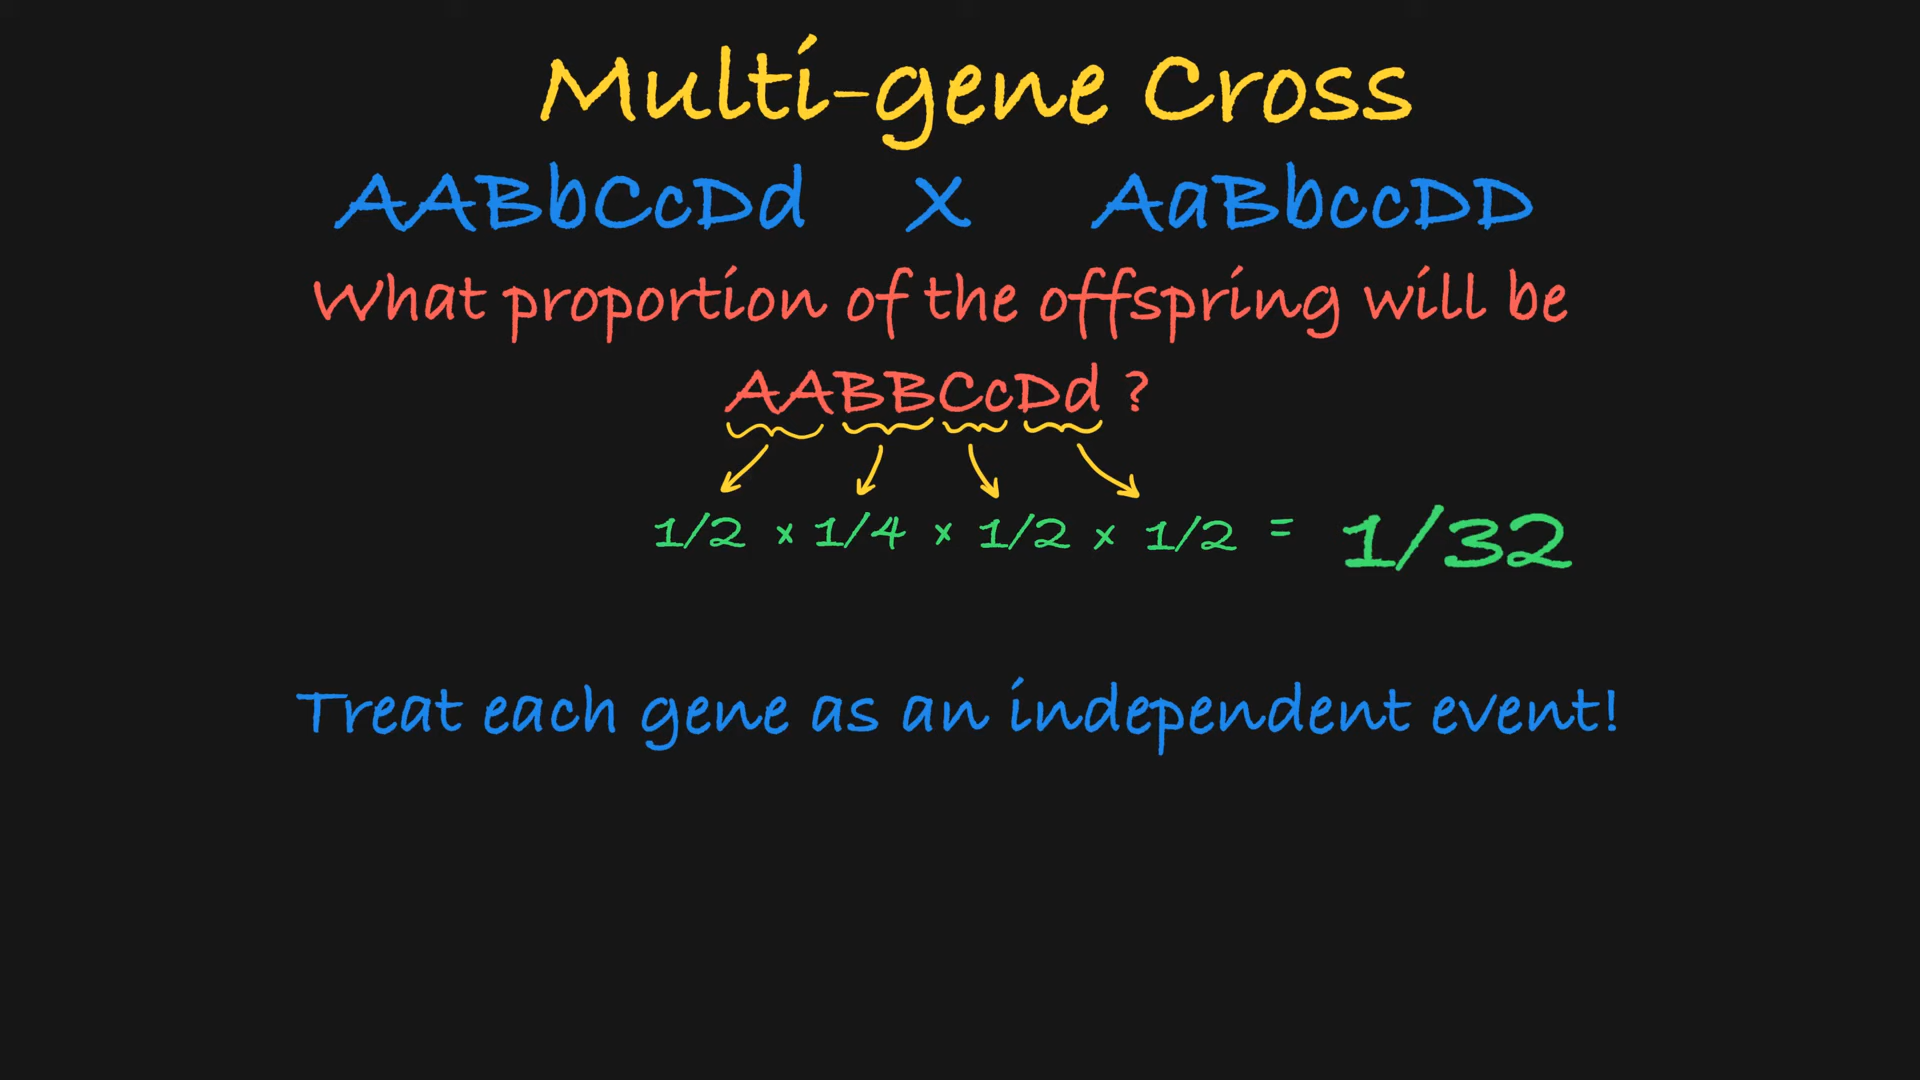 Multi-gene Cross
AABbCcDd X AaBbccDD
What proportion of the offspring will be
AABBCcDd ?
1/2 x 1/4 x 1/2 x 1/2 = 1/32
Treat each gene as an independent event!